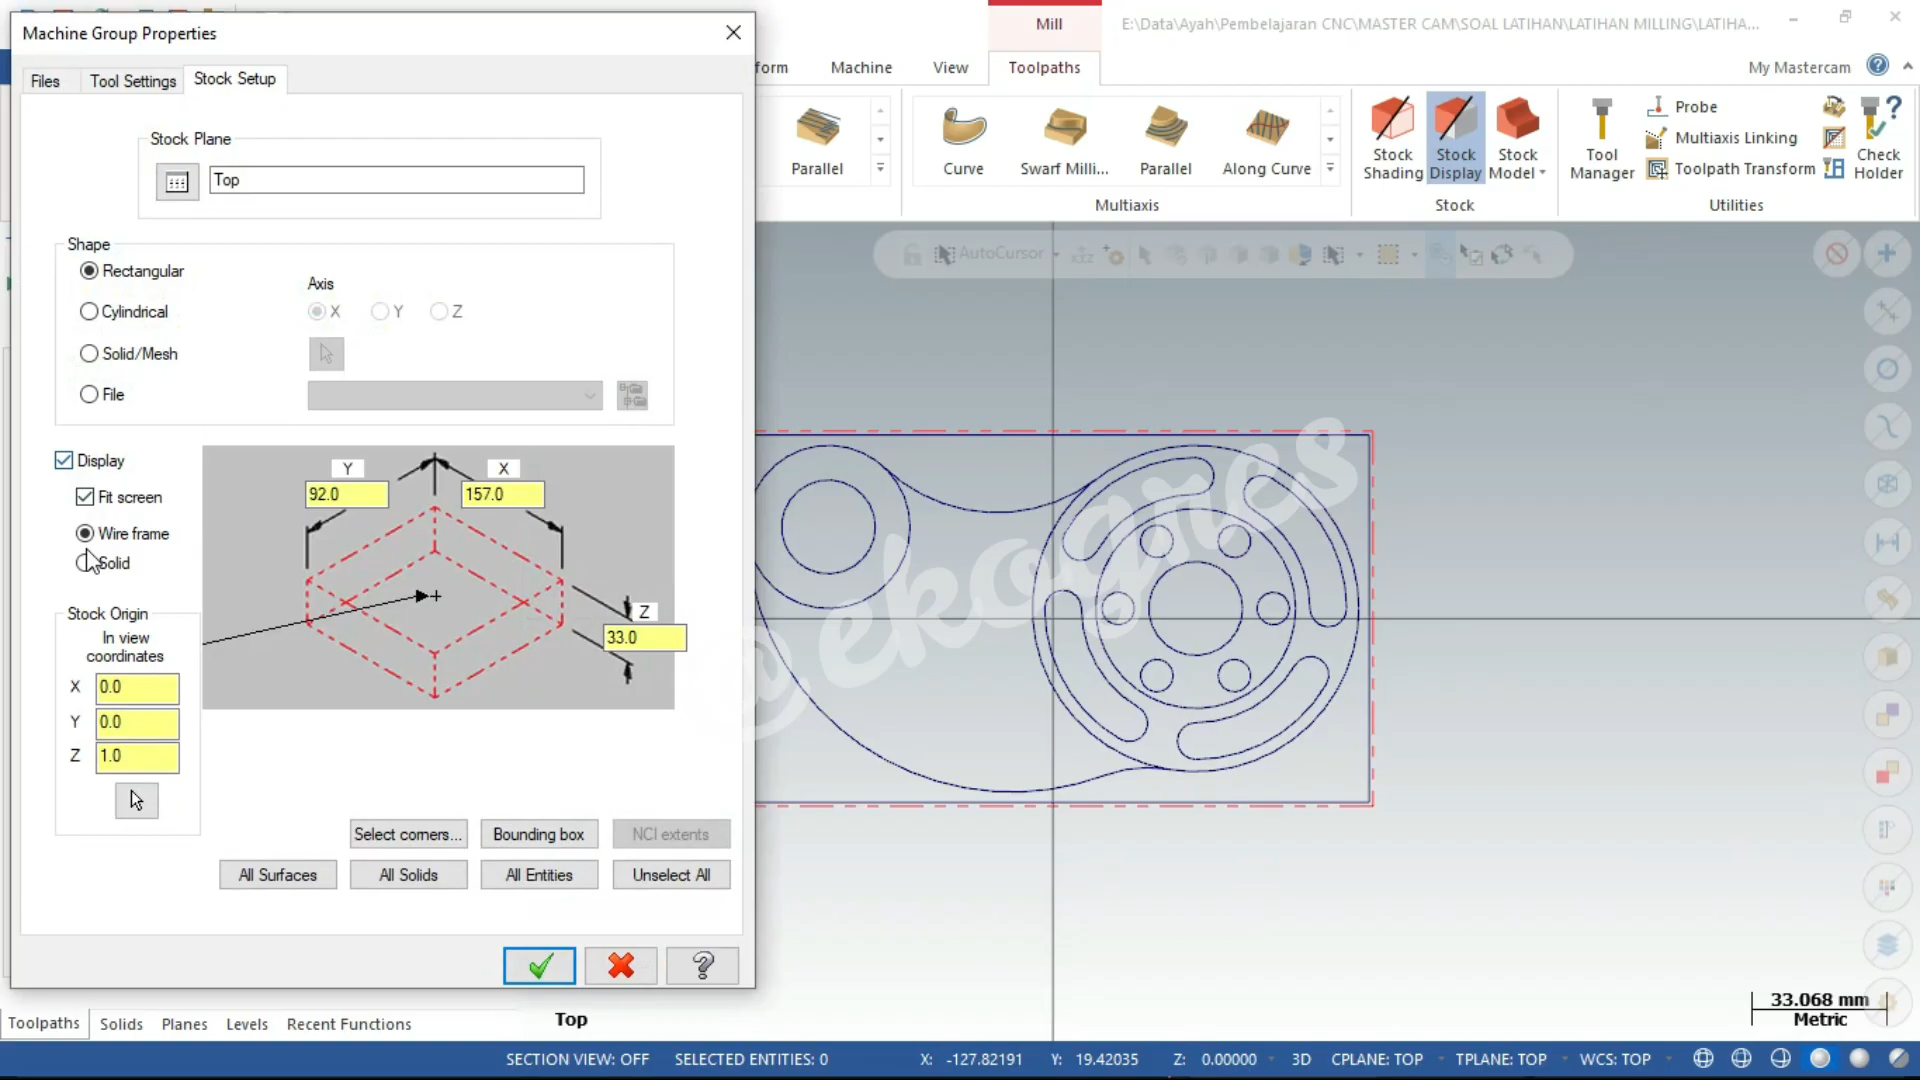 Machine Group Properties
Mill
E:\Data\Ayah\Pembelajaran CNC\MASTER CAM\SOAL LATIHAN\LATIHAN MILLING\LATIHA...
Files
Tool Settings
Stock Setup
form
Machine
View
Toolpaths
My Mastercam
Stock Plane
Top
Shape
Rectangular
Cylindrical
Solid/Mesh
File
Axis
X
Y
Z
Display
Fit screen
Wire frame
Solid
Y
92.0
X
157.0
Z
33.0
Stock Origin
In view
coordinates
X 0.0
Y 0.0
Z 1.0
Select corners...
Bounding box
NCI extents
All Surfaces
All Solids
All Entities
Unselect All
Parallel
Curve
Swarf Milli...
Parallel
Along Curve
Multiaxis
Stock
Shading
Stock
Display
Stock
Model
Stock
Tool
Manager
Probe
Multiaxis Linking
Toolpath Transform
Check
Holder
Utilities
AutoCursor
XYZ
@ekogncs
33.068 mm
Metric
Toolpaths
Solids
Planes
Levels
Recent Functions
Top
SECTION VIEW: OFF
SELECTED ENTITIES: 0
X: -127.82191
Y: 19.42035
Z: 0.00000
3D
CPLANE: TOP
TPLANE: TOP
WCS: TOP